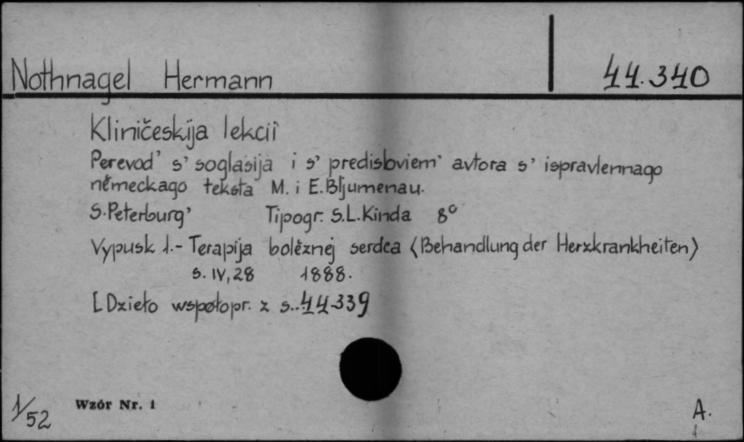 Nothnagel Hermann 44.340
Kliničeskija lekcii
Perevod' s' soglasija i s' predisloviem' avtora s' ispravlennago
německago teksta M. i E. Bljumenau.
S. Peterburg' Tipogr. S.L. Kinda 8°
Vypusk 1.- Terapija bolěznej serdca (Behandlung der Herzkrankheiten)
s. IV, 28 1888.
[Dzieło współopr. z s.. 44339
1/52 Wzór Nr. 1 A.